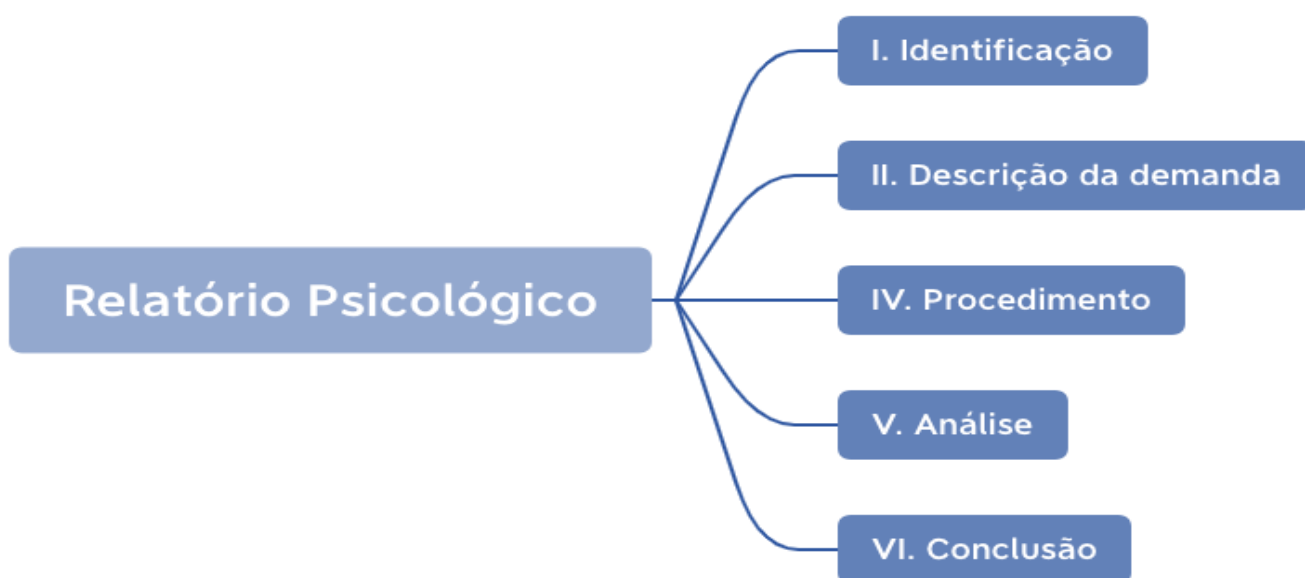 Relatório Psicológico
I. Identificação
II. Descrição da demanda
IV. Procedimento
V. Análise
VI. Conclusão